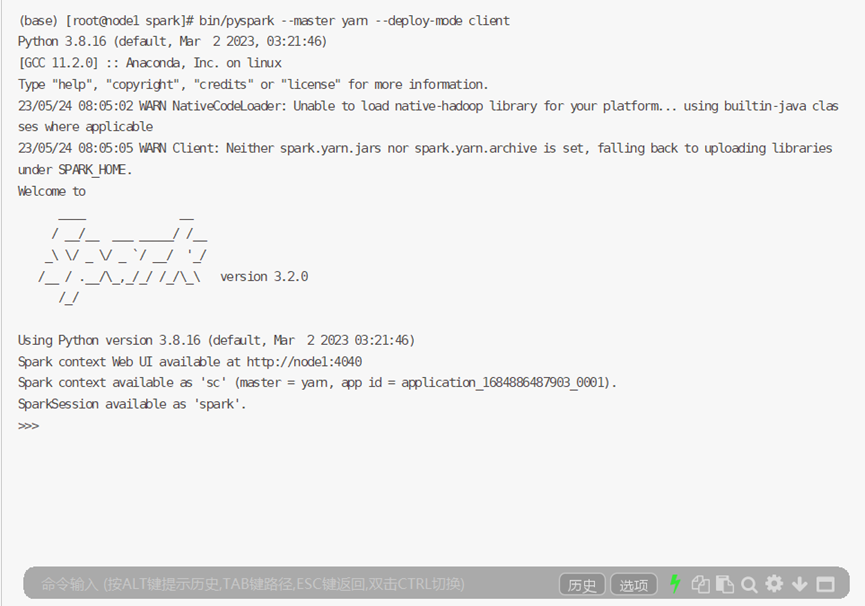 (base) [root@node1 spark]# bin/pyspark --master yarn --deploy-mode client
Python 3.8.16 (default, Mar  2 2023, 03:21:46)
[GCC 11.2.0] :: Anaconda, Inc. on linux
Type "help", "copyright", "credits" or "license" for more information.
23/05/24 08:05:02 WARN NativeCodeLoader: Unable to load native-hadoop library for your platform... using builtin-java clas
ses where applicable
23/05/24 08:05:05 WARN Client: Neither spark.yarn.jars nor spark.yarn.archive is set, falling back to uploading libraries
under SPARK_HOME.
Welcome to
      ____              __
     / __/__  ___ _____/ /__
    _\ \/ _ \/ _ `/ __/  '_/
   /__ / .__/\_,_/_/ /_/\_\   version 3.2.0
      /_/
Using Python version 3.8.16 (default, Mar  2 2023 03:21:46)
Spark context Web UI available at http://node1:4040
Spark context available as 'sc' (master = yarn, app id = application_1684886487903_0001).
SparkSession available as 'spark'.
>>>
命令输入 (按ALT键提示历史,TAB键路径,ESC键返回,双击CTRL切换) 历史 选项